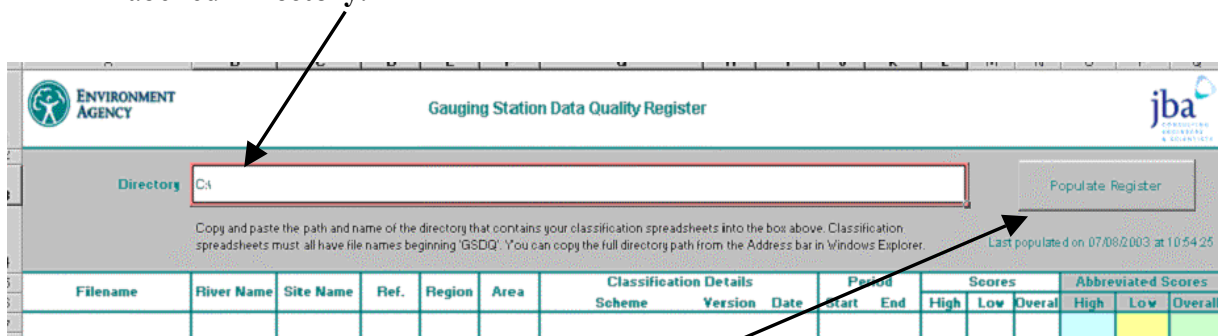 ENVIRONMENT
AGENCY
Gauging Station Data Quality Register
jba
Directory
C:\
Populate Register
Copy and paste the path and name of the directory that contains your classification spreadsheets into the box above. Classification
spreadsheets must all have file names beginning 'GSDQ'. You can copy the full directory path from the Address bar in Windows Explorer.
Last populated on 07/08/2003 at 10:54:25
Filename River Name Site Name Ref. Region Area Classification Details Period Scores Abbreviated Scores
Scheme Version Date Start End High Low Overal High Low Overall